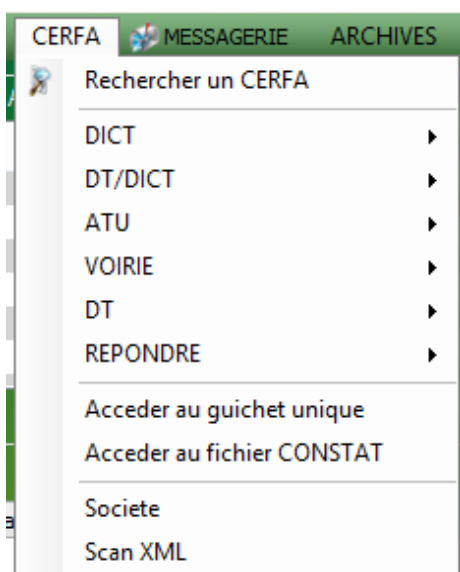 CERFA MESSAGERIE ARCHIVES
Rechercher un CERFA
DICT
DT/DICT
ATU
VOIRIE
DT
REPONDRE
Acceder au guichet unique
Acceder au fichier CONSTAT
Societe
Scan XML